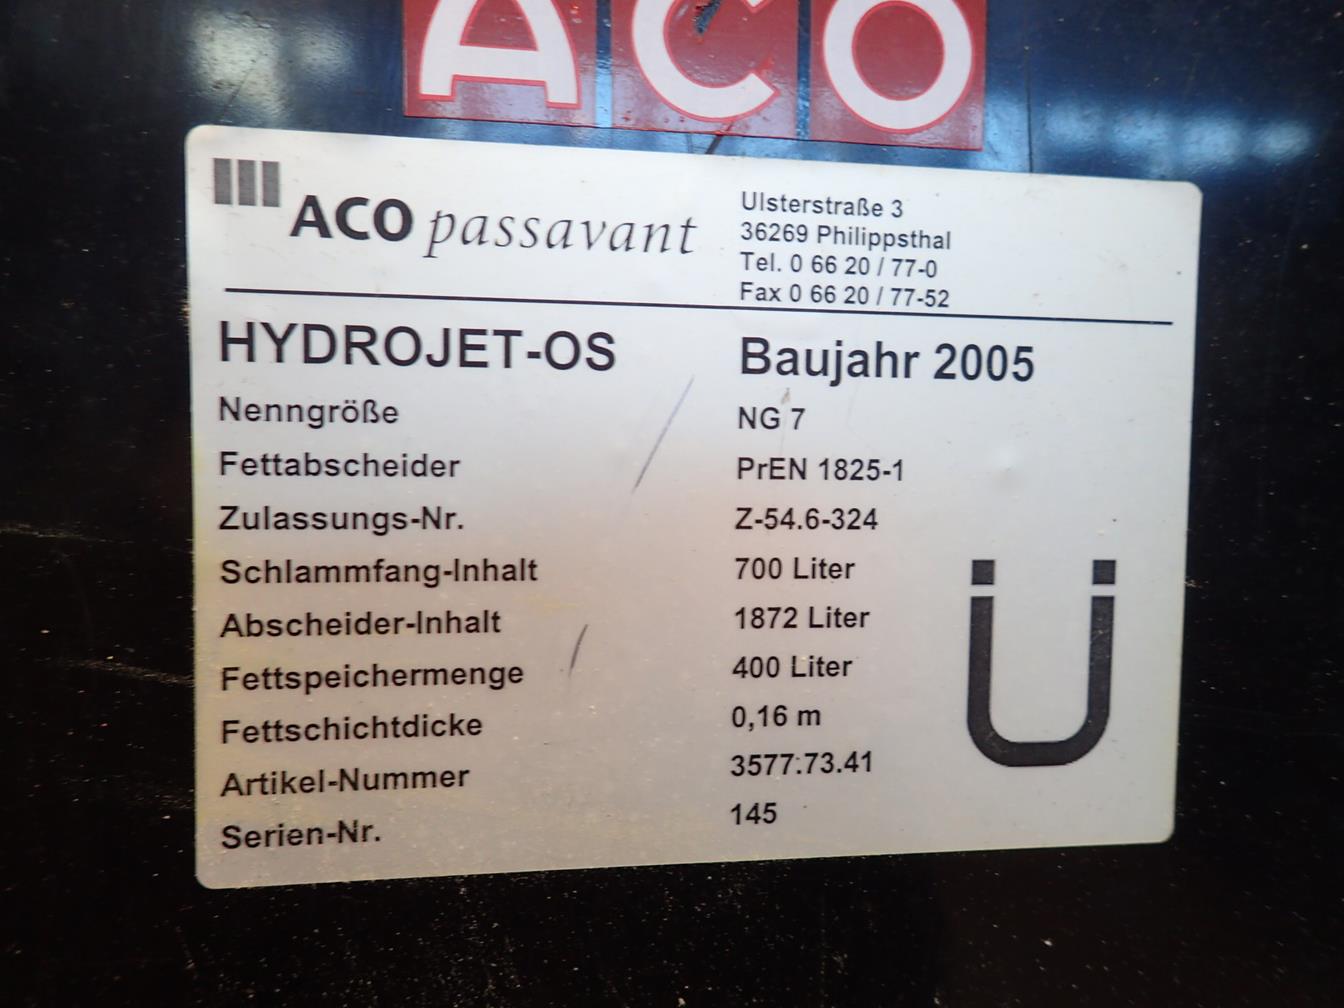 ACO
ACO passavant
Ulsterstraße 3
36269 Philippsthal
Tel. 0 66 20 / 77-0
Fax 0 66 20 / 77-52
HYDROJET-OS Baujahr 2005
Nenngröße NG 7
Fettabscheider PrEN 1825-1
Zulassungs-Nr. Z-54.6-324
Schlammfang-Inhalt 700 Liter
Abscheider-Inhalt 1872 Liter
Fettspeichermenge 400 Liter
Fettschichtdicke 0,16 m
Artikel-Nummer 3577.73.41
Serien-Nr. 145
Ü